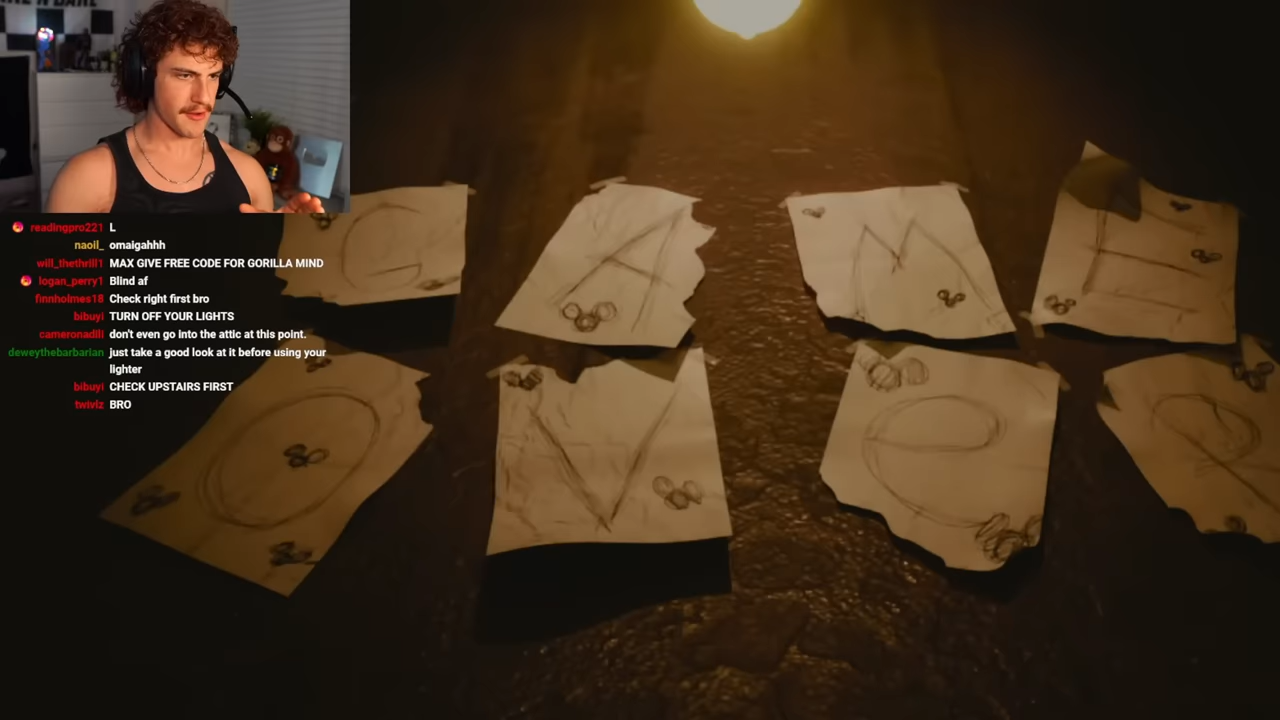 readingpro221 L
naoil_ omaigahhh
will_thethrill1 MAX GIVE FREE CODE FOR GORILLA MIND
logan_perry1 Blind af
finnholmes18 Check right first bro
bibuyi TURN OFF YOUR LIGHTS
cameronadili don't even go into the attic at this point.
deweythebarbarian just take a good look at it before using your
lighter
bibuyi CHECK UPSTAIRS FIRST
twivlz BRO
G A M E
O V e R